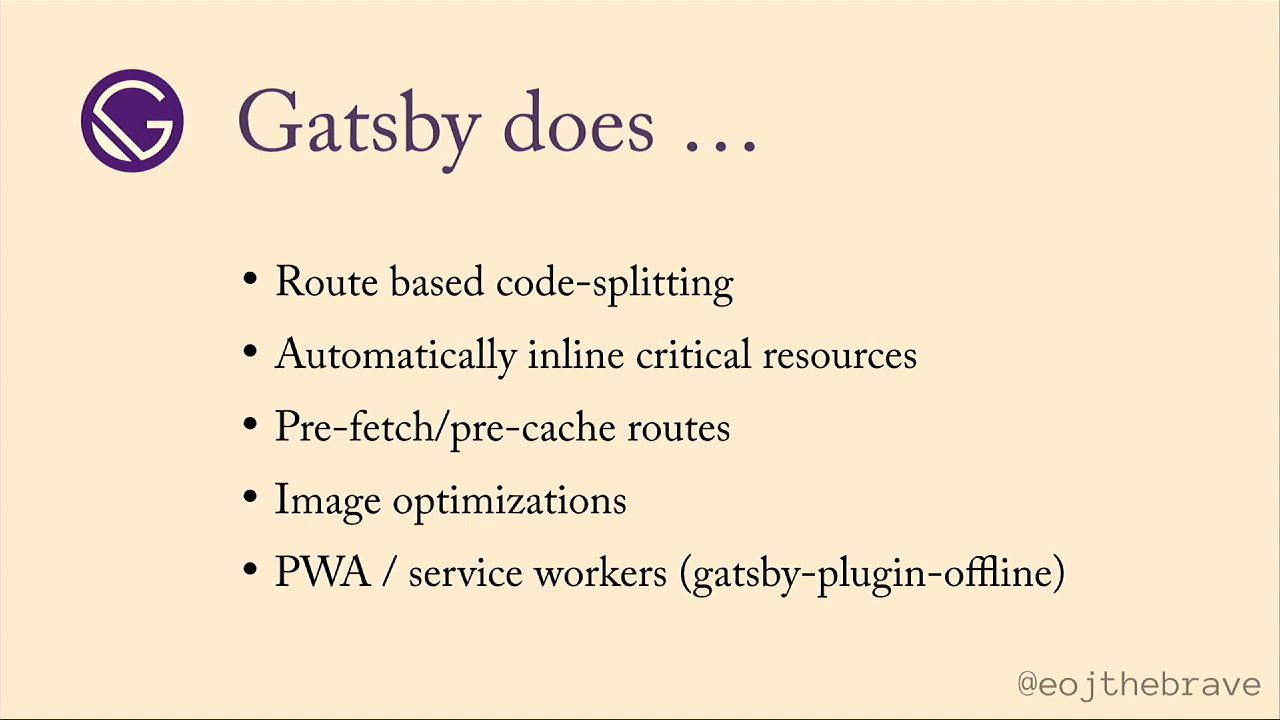 Gatsby does …
• Route based code-splitting
• Automatically inline critical resources
• Pre-fetch/pre-cache routes
• Image optimizations
• PWA / service workers (gatsby-plugin-offline)
@eojthebrave